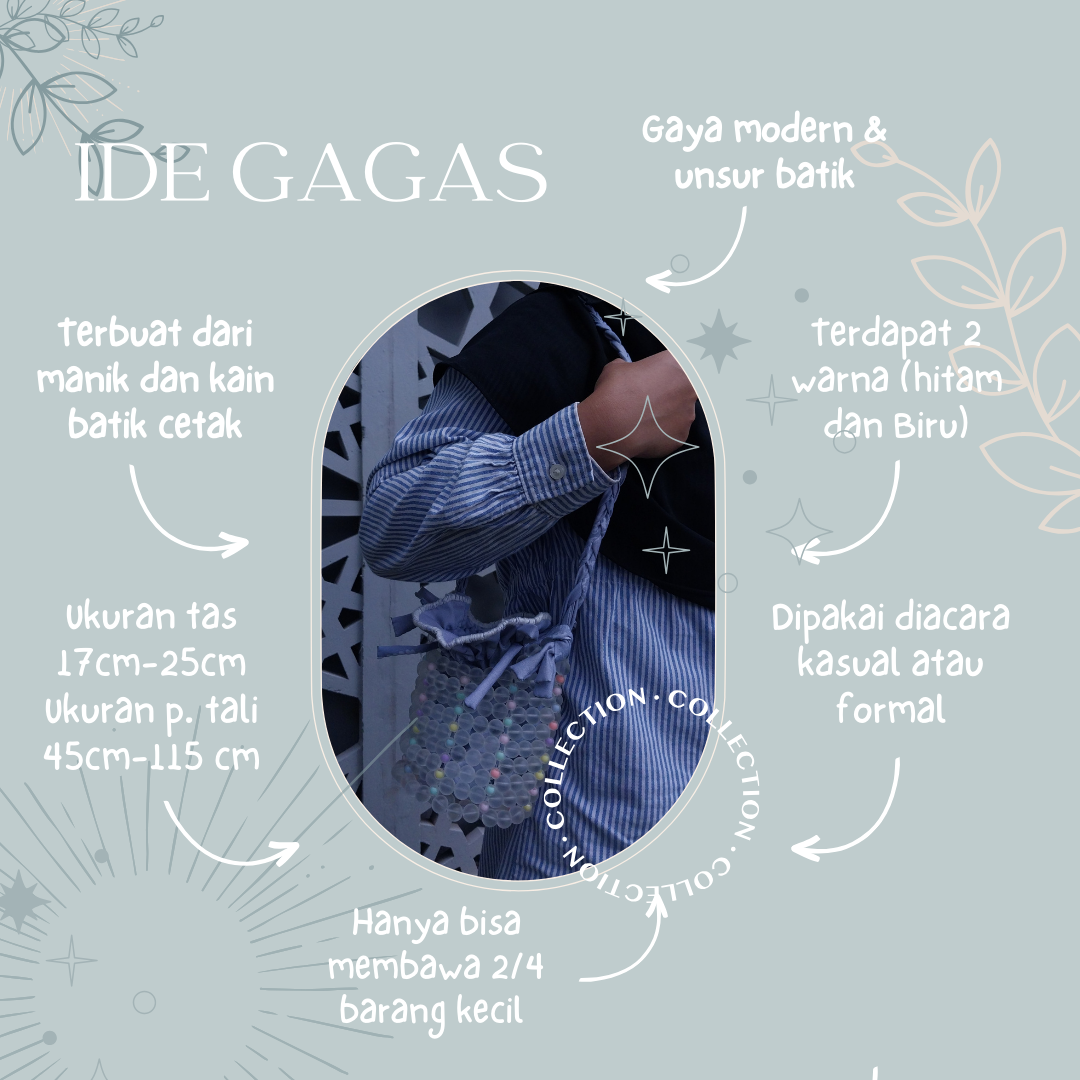 IDE GAGAS
Gaya modern &
unsur batik
Terbuat dari
manik dan kain
batik cetak
Terdapat 2
warna (hitam
dan Biru)
Ukuran tas
17cm-25cm
Ukuran p. tali
45cm-115 cm
Dipakai diacara
kasual atau
formal
COLLECTION · COLLECTION · COLLECTION · COLLECTION ·
Hanya bisa
membawa 2/4
barang kecil